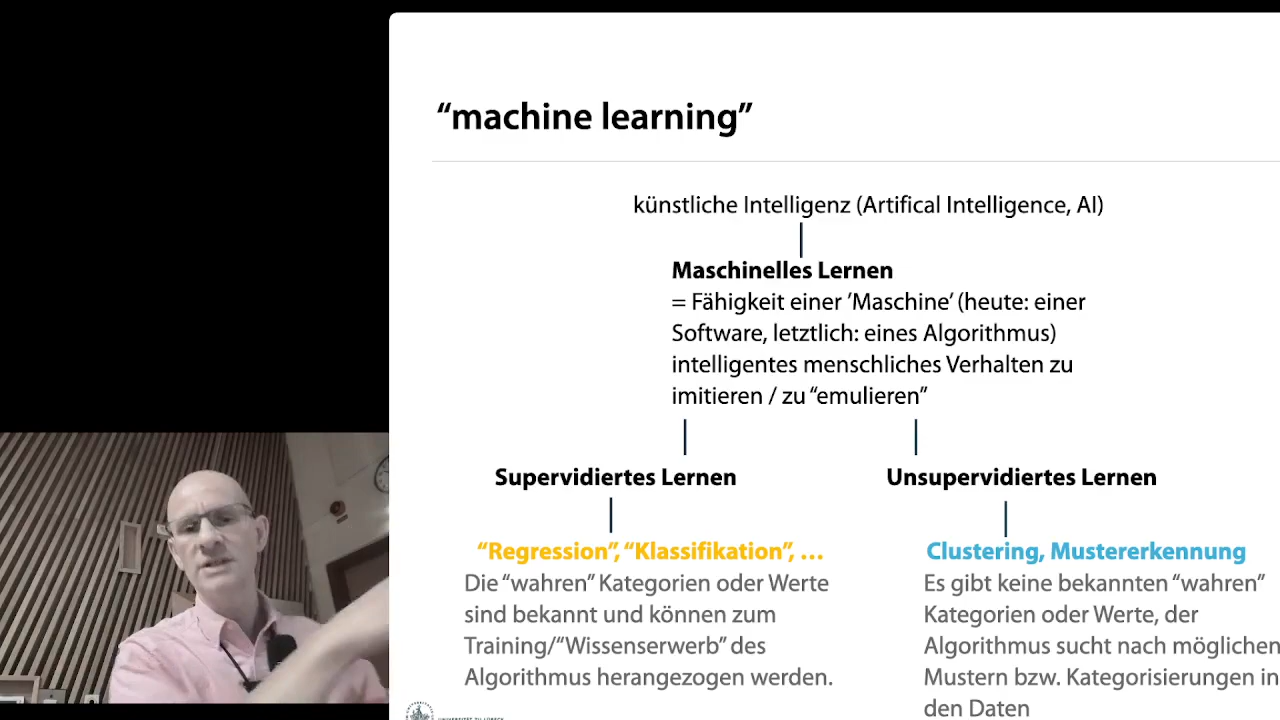 “machine learning”
künstliche Intelligenz (Artifical Intelligence, AI)
Maschinelles Lernen
= Fähigkeit einer ’Maschine’ (heute: einer
Software, letztlich: eines Algorithmus)
intelligentes menschliches Verhalten zu
imitieren / zu “emulieren”
Supervidiertes Lernen
Unsupervidiertes Lernen
“Regression”, “Klassifikation”, …
Die “wahren” Kategorien oder Werte
sind bekannt und können zum
Training/“Wissenserwerb” des
Algorithmus herangezogen werden.
Clustering, Mustererkennung
Es gibt keine bekannten “wahren”
Kategorien oder Werte, der
Algorithmus sucht nach möglichen
Mustern bzw. Kategorisierungen in
den Daten